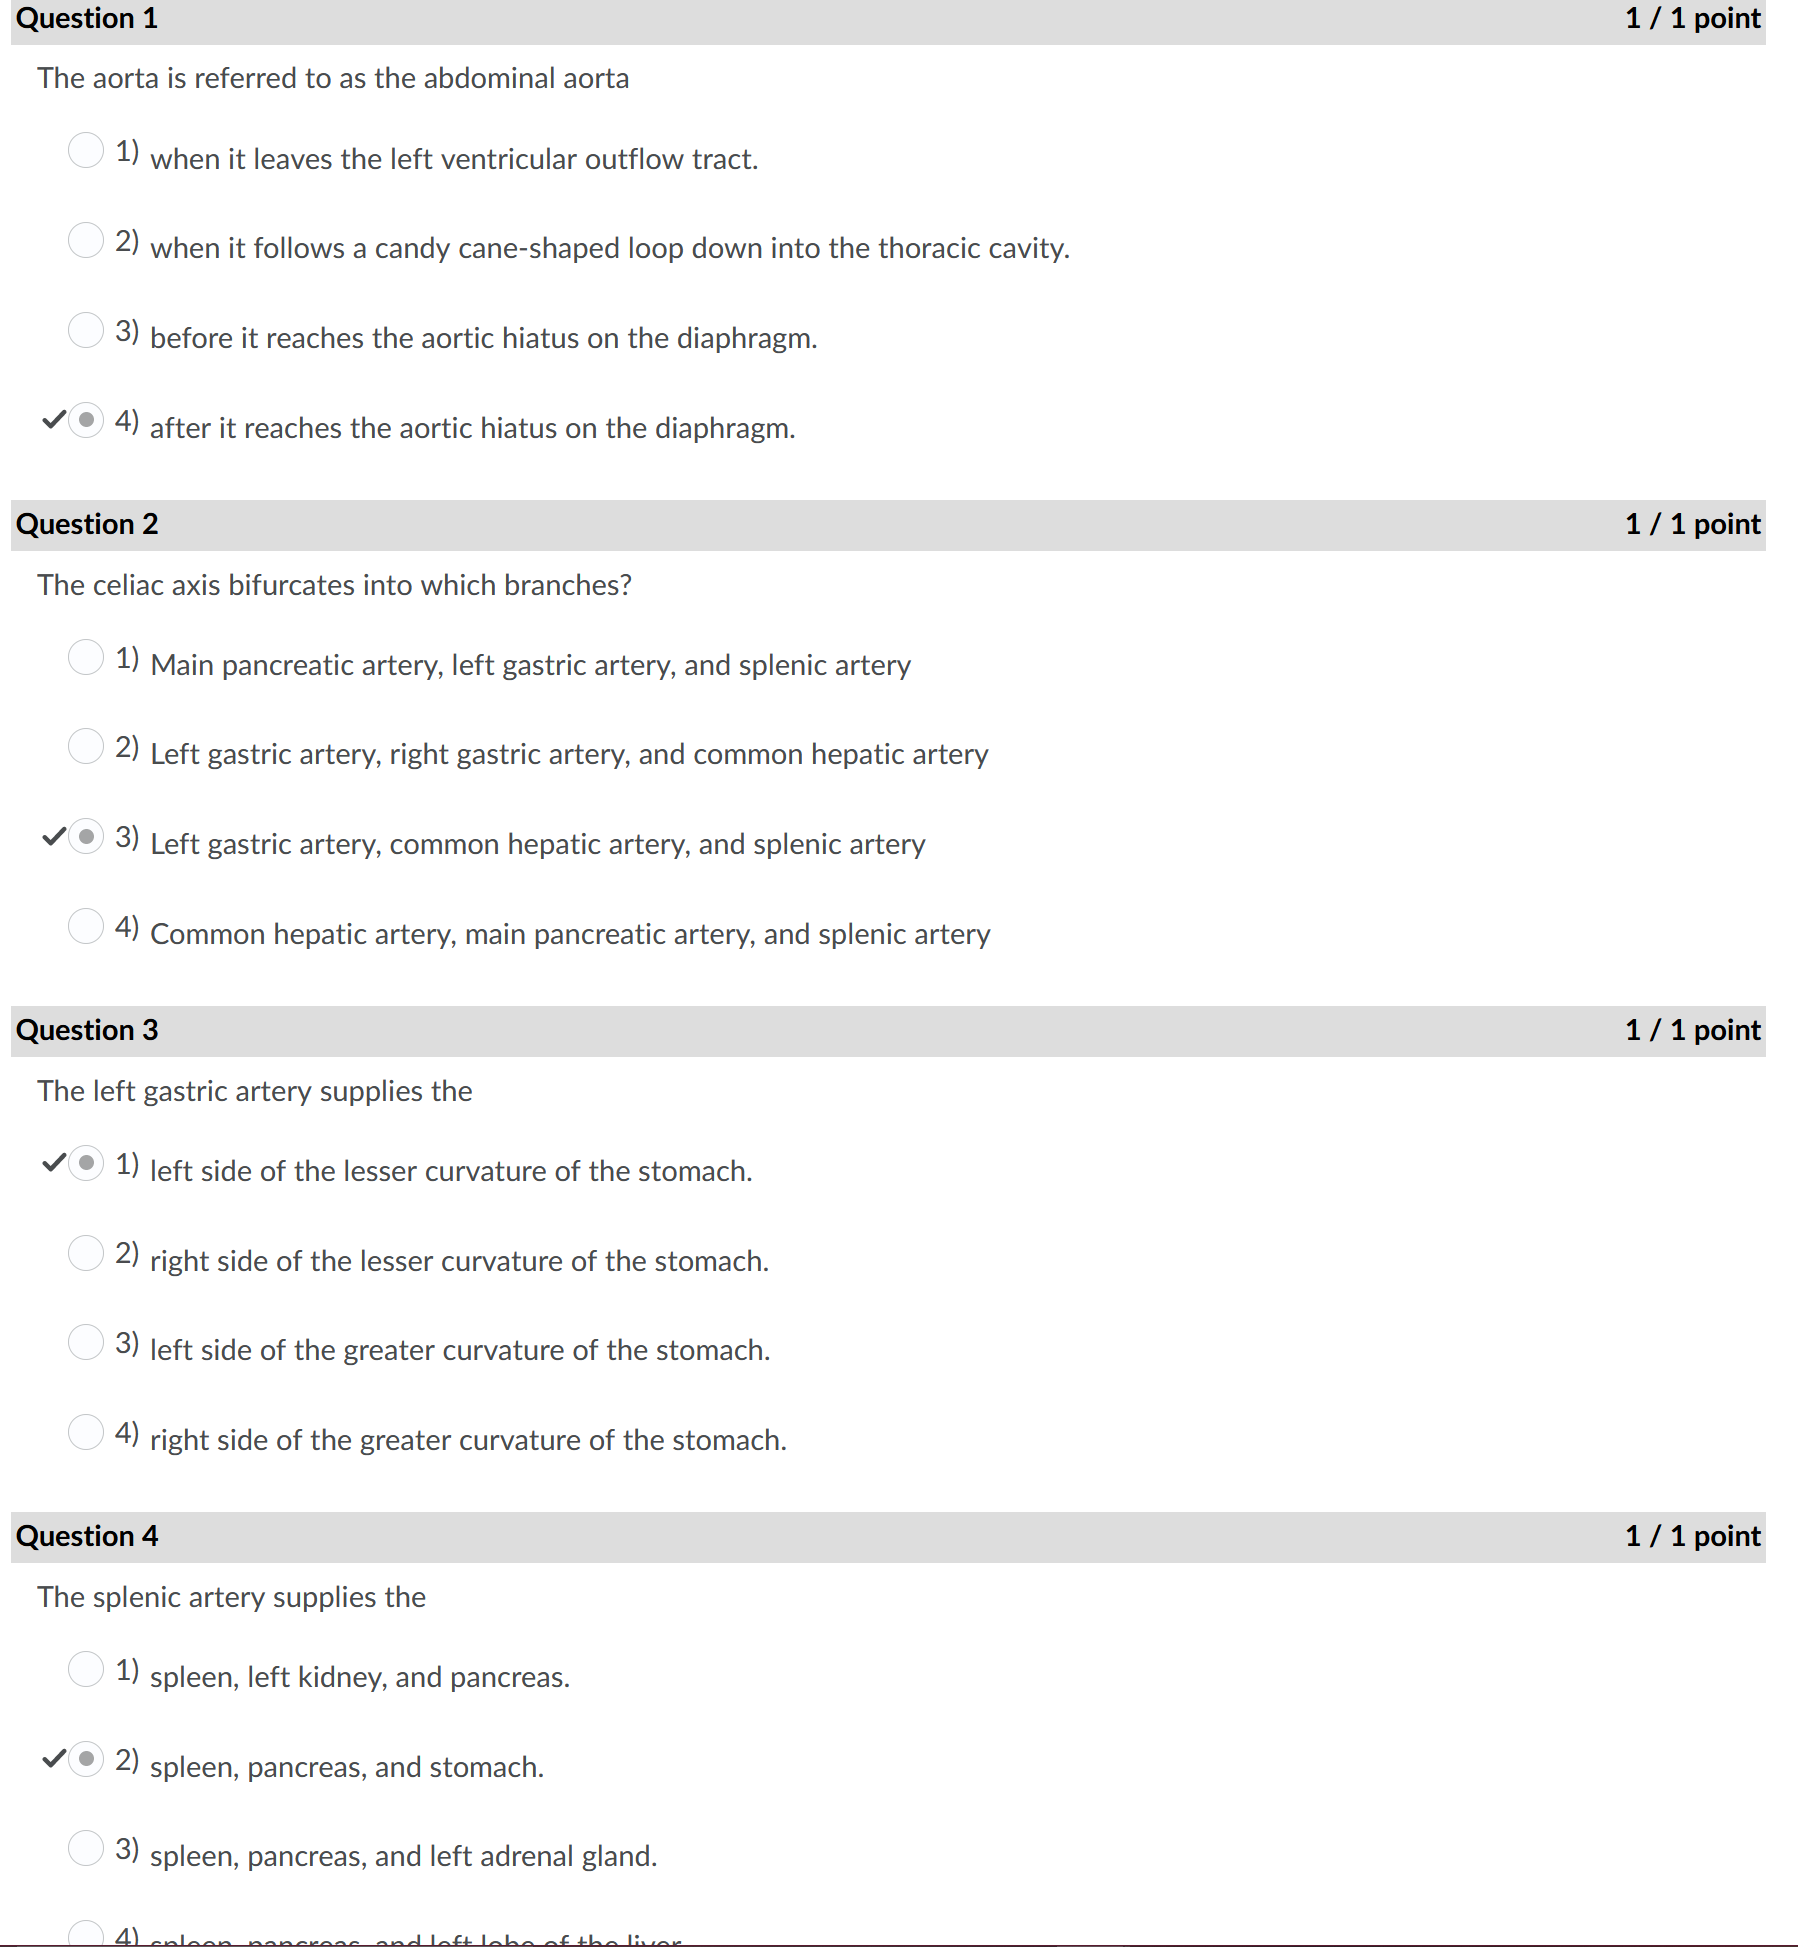 Question 1 1 / 1 point
The aorta is referred to as the abdominal aorta
1) when it leaves the left ventricular outflow tract.
2) when it follows a candy cane-shaped loop down into the thoracic cavity.
3) before it reaches the aortic hiatus on the diaphragm.
4) after it reaches the aortic hiatus on the diaphragm.
Question 2 1 / 1 point
The celiac axis bifurcates into which branches?
1) Main pancreatic artery, left gastric artery, and splenic artery
2) Left gastric artery, right gastric artery, and common hepatic artery
3) Left gastric artery, common hepatic artery, and splenic artery
4) Common hepatic artery, main pancreatic artery, and splenic artery
Question 3 1 / 1 point
The left gastric artery supplies the
1) left side of the lesser curvature of the stomach.
2) right side of the lesser curvature of the stomach.
3) left side of the greater curvature of the stomach.
4) right side of the greater curvature of the stomach.
Question 4 1 / 1 point
The splenic artery supplies the
1) spleen, left kidney, and pancreas.
2) spleen, pancreas, and stomach.
3) spleen, pancreas, and left adrenal gland.
4) spleen, pancreas, and left lobe of the liver